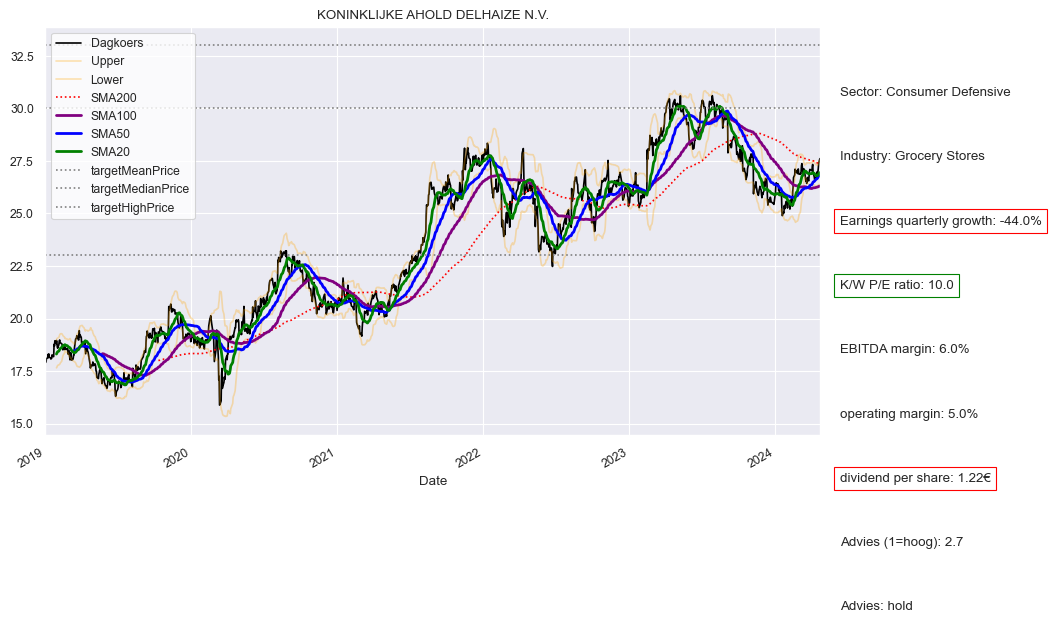 KONINKLIJKE AHOLD DELHAIZE N.V.
Dagkoers
Upper
Lower
SMA200
SMA100
SMA50
SMA20
targetMeanPrice
targetMedianPrice
targetHighPrice
32.5
30.0
27.5
25.0
22.5
20.0
17.5
15.0
2019
2020
2021
2022
2023
2024
Date
Sector: Consumer Defensive
Industry: Grocery Stores
Earnings quarterly growth: -44.0%
K/W P/E ratio: 10.0
EBITDA margin: 6.0%
operating margin: 5.0%
dividend per share: 1.22€
Advies (1=hoog): 2.7
Advies: hold